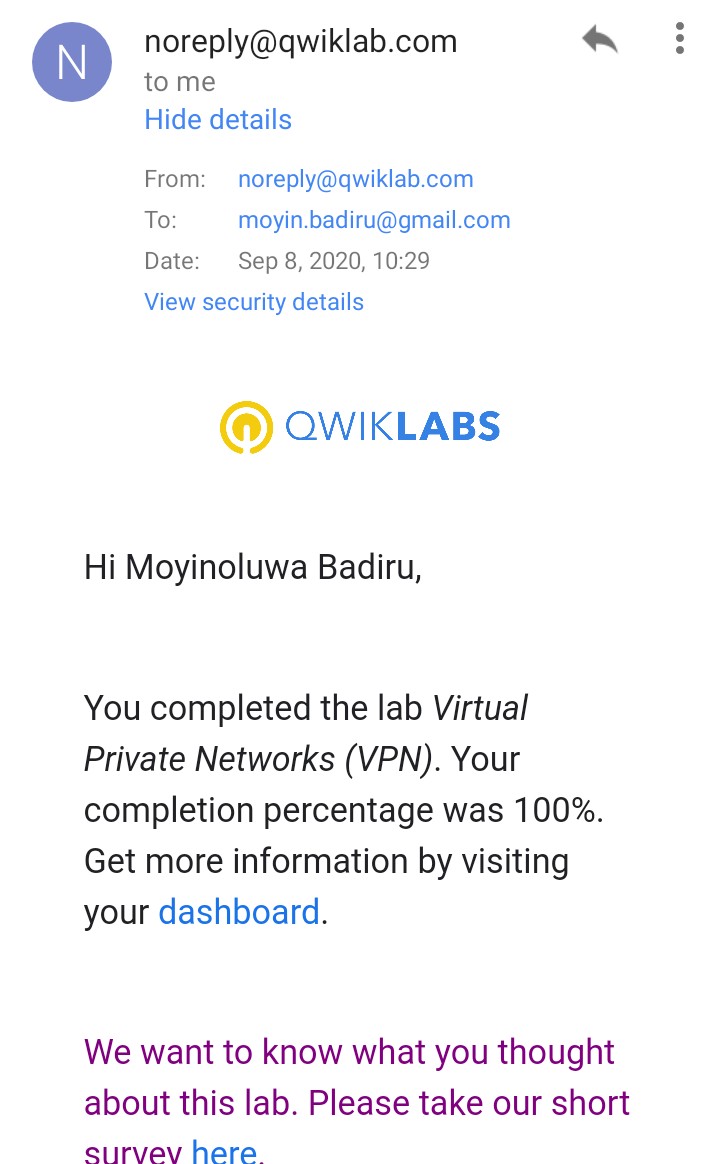 N
noreply@qwiklab.com
to me
Hide details
From: noreply@qwiklab.com
To: moyin.badiru@gmail.com
Date: Sep 8, 2020, 10:29
View security details
QWIKLABS
Hi Moyinoluwa Badiru,
You completed the lab Virtual
Private Networks (VPN). Your
completion percentage was 100%.
Get more information by visiting
your dashboard.
We want to know what you thought
about this lab. Please take our short
survey here.